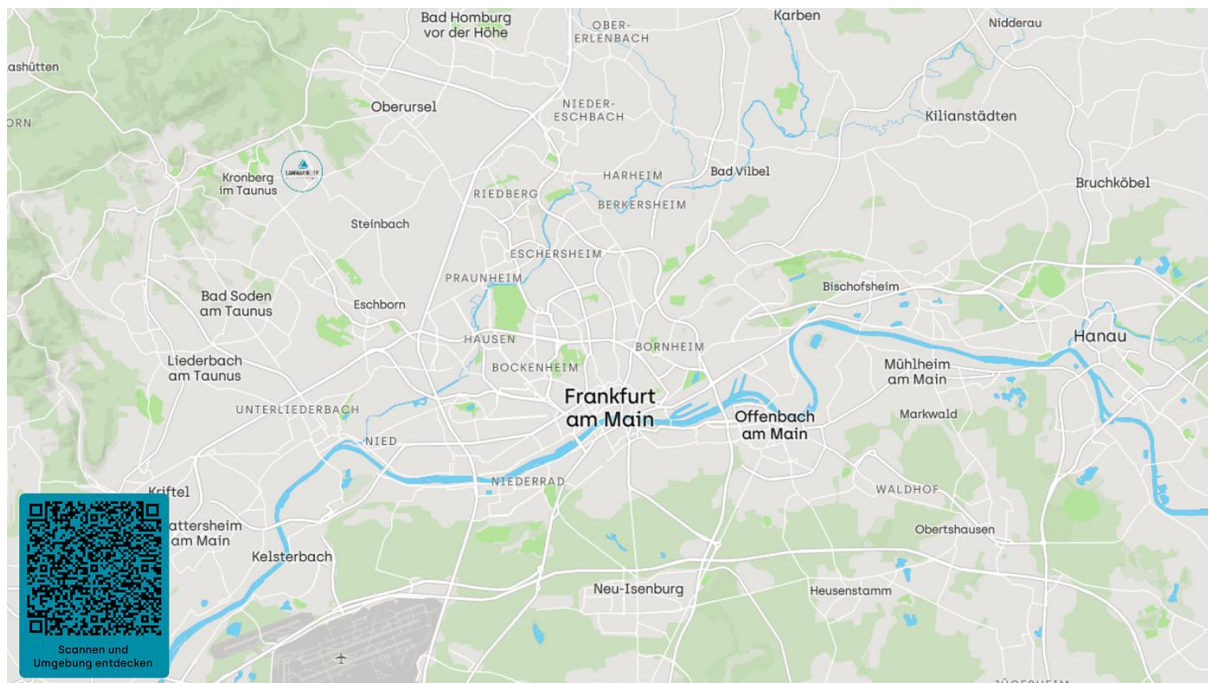 Bad Homburg
vor der Höhe
OBER-
ERLENBACH
Karben
Nidderau
ashütten
Oberursel
NIEDER-
ESCHBACH
Kilianstädten
ORN
Kronberg
im Taunus
HARHEIM
Bad Vilbel
Bruchköbel
RIEDBERG
BERKERSHEIM
Steinbach
ESCHERSHEIM
PRAUNHEIM
Bischofsheim
Bad Soden
am Taunus
Eschborn
HAUSEN
BORNHEIM
Hanau
Liederbach
am Taunus
BOCKENHEIM
Mühlheim
am Main
Frankfurt
am Main
UNTERLIEDERBACH
Offenbach
am Main
Markwald
NIED
NIEDERRAD
WALDHOF
Kriftel
attersheim
am Main
Obertshausen
Kelsterbach
Neu-Isenburg
Heusenstamm
Scannen und
Umgebung entdecken